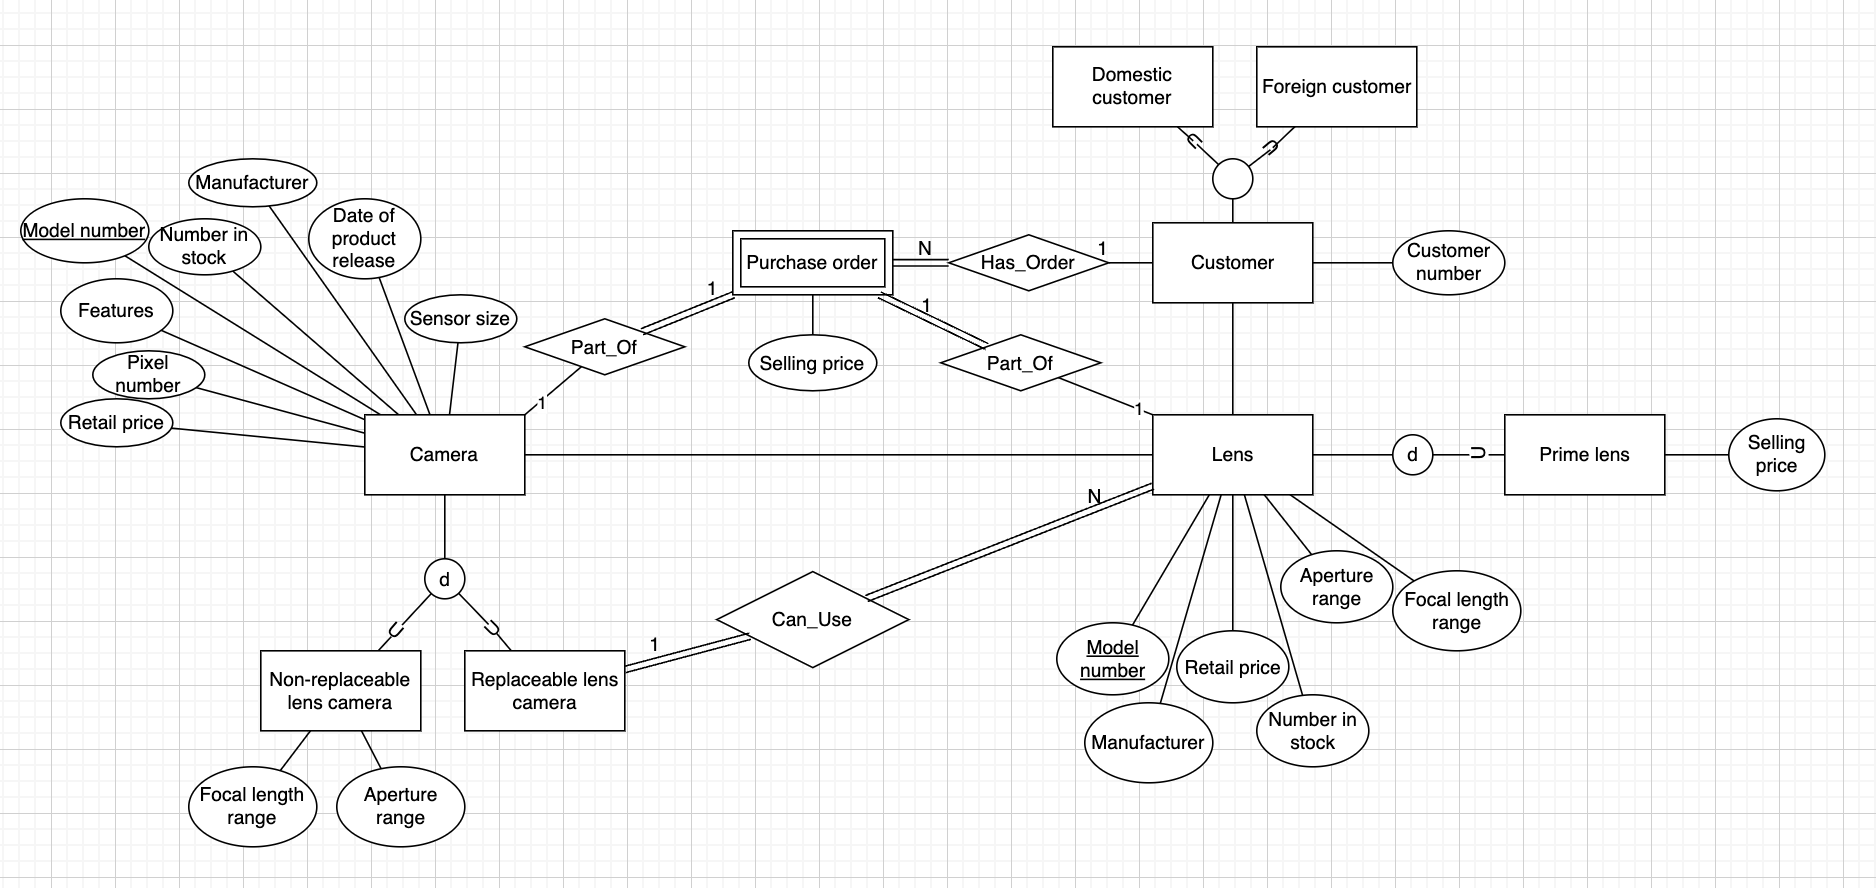 Domestic
customer
Foreign customer
Manufacturer
Model number
Number in
stock
Date of
product
release
Purchase order
N
Has_Order
1
Customer
Customer
number
Features
Sensor size
1
1
Part_Of
Selling price
Part_Of
Pixel
number
Retail price
1
1
Camera
Lens
d
U
Prime lens
Selling
price
N
d
U
U
Can_Use
1
Non-replaceable
lens camera
Replaceable lens
camera
Aperture
range
Focal length
range
Model
number
Retail price
Manufacturer
Number in
stock
Focal length
range
Aperture
range
U
U